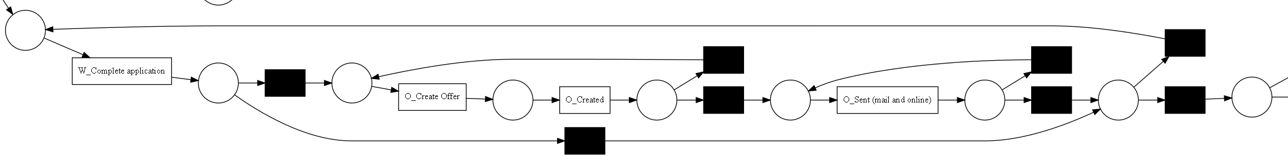 W_Complete application
O_Create Offer
O_Created
O_Sent (mail and online)